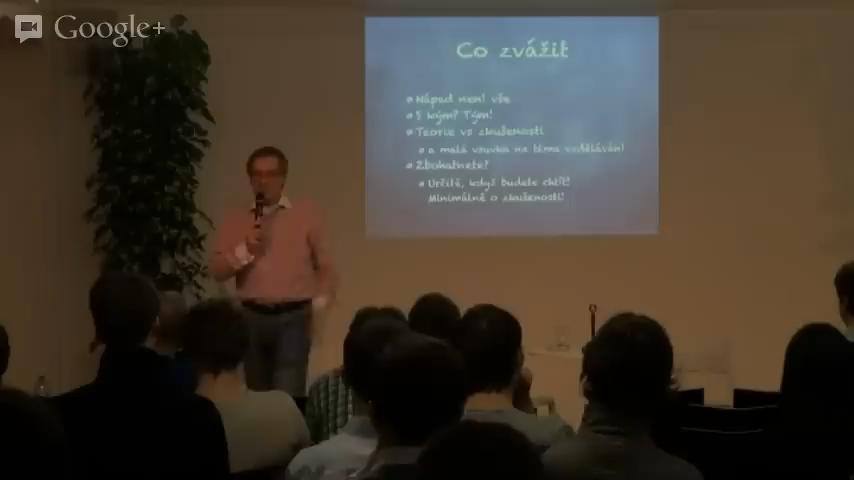 Google+
Co zvážit
Nápad není vše
S kým? Tým!
Teorie vs zkušenosti
a malá vsuvka na téma vzdělávání
Zbohatnete?
Určitě, když budete chtít!
Minimálně o zkušenosti!